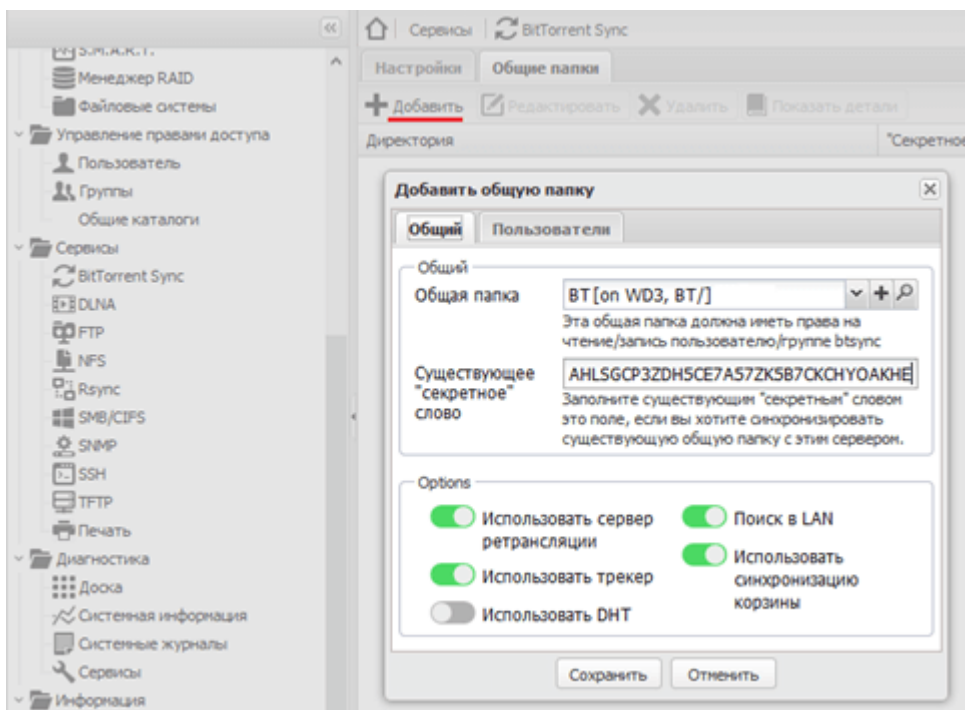 S.M.A.R.T.
Менеджер RAID
Файловые системы
Управление правами доступа
Пользователь
Группы
Общие каталоги
Сервисы
BitTorrent Sync
DLNA
FTP
NFS
Rsync
SMB/CIFS
SNMP
SSH
TFTP
Печать
Диагностика
Доска
Системная информация
Системные журналы
Сервисы
Информация
Сервисы
BitTorrent Sync
Настройки
Общие папки
Добавить
Редактировать
Удалить
Показать детали
Директория
"Секретное
Добавить общую папку
Общий
Пользователи
Общий
Общая папка
BT [on WD3, BT/]
Эта общая папка должна иметь права на
чтение/запись пользователю/группе btsync
Существующее
"секретное"
слово
AHLSGCP3ZDH5CE7A57ZK5B7CKCHYOAKHE
Заполните существующим "секретным" словом
это поле, если вы хотите синхронизировать
существующую общую папку с этим сервером.
Options
Использовать сервер
ретрансляции
Использовать трекер
Использовать DHT
Поиск в LAN
Использовать
синхронизацию
корзины
Сохранить
Отменить